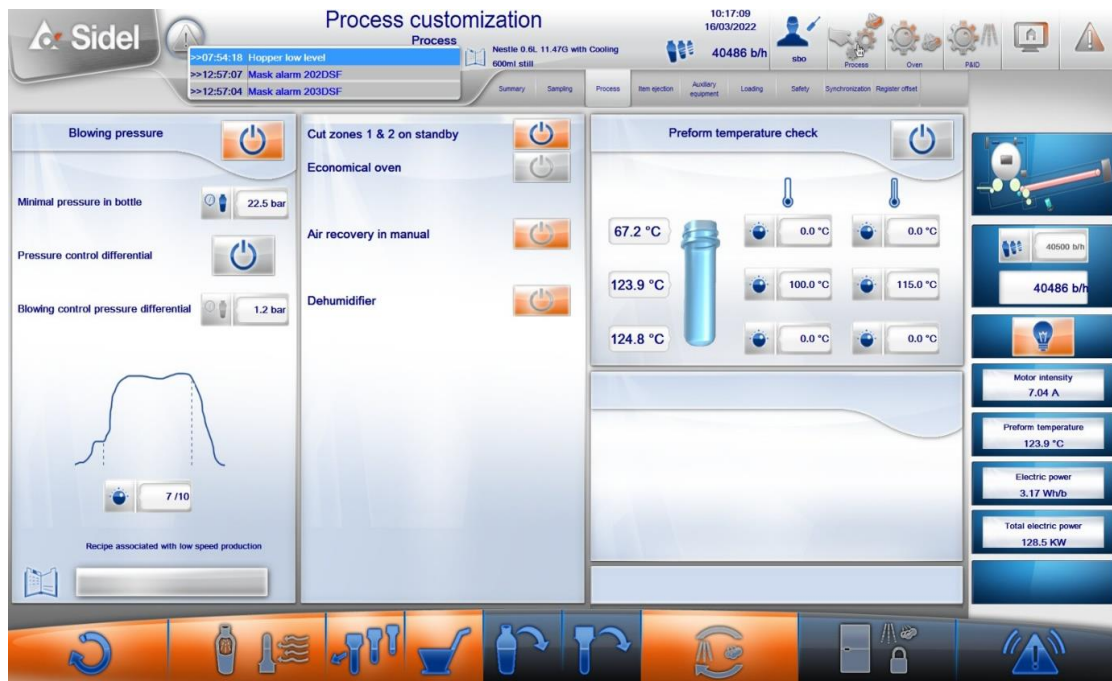 Sidel
Process customization
Process
>>07:54:18 Hopper low level
>>12:57:07 Mask alarm 202DSF
>>12:57:04 Mask alarm 203DSF
Nestle 0.6L 11.47G with Cooling
600ml still
10:17:09
16/03/2022
40486 b/h
sbo
Process
Oven
P&ID
Summary
Sampling
Process
Item ejection
Auxiliary
equipment
Loading
Safety
Synchronization
Register offset
Blowing pressure
Minimal pressure in bottle
22.5 bar
Pressure control differential
Blowing control pressure differential
1.2 bar
7 /10
Recipe associated with low speed production
Cut zones 1 & 2 on standby
Economical oven
Air recovery in manual
Dehumidifier
Preform temperature check
67.2 °C
0.0 °C
0.0 °C
123.9 °C
100.0 °C
115.0 °C
124.8 °C
0.0 °C
0.0 °C
40500 b/h
40486 b/h
Motor intensity
7.04 A
Preform temperature
123.9 °C
Electric power
3.17 Wh/b
Total electric power
128.5 KW